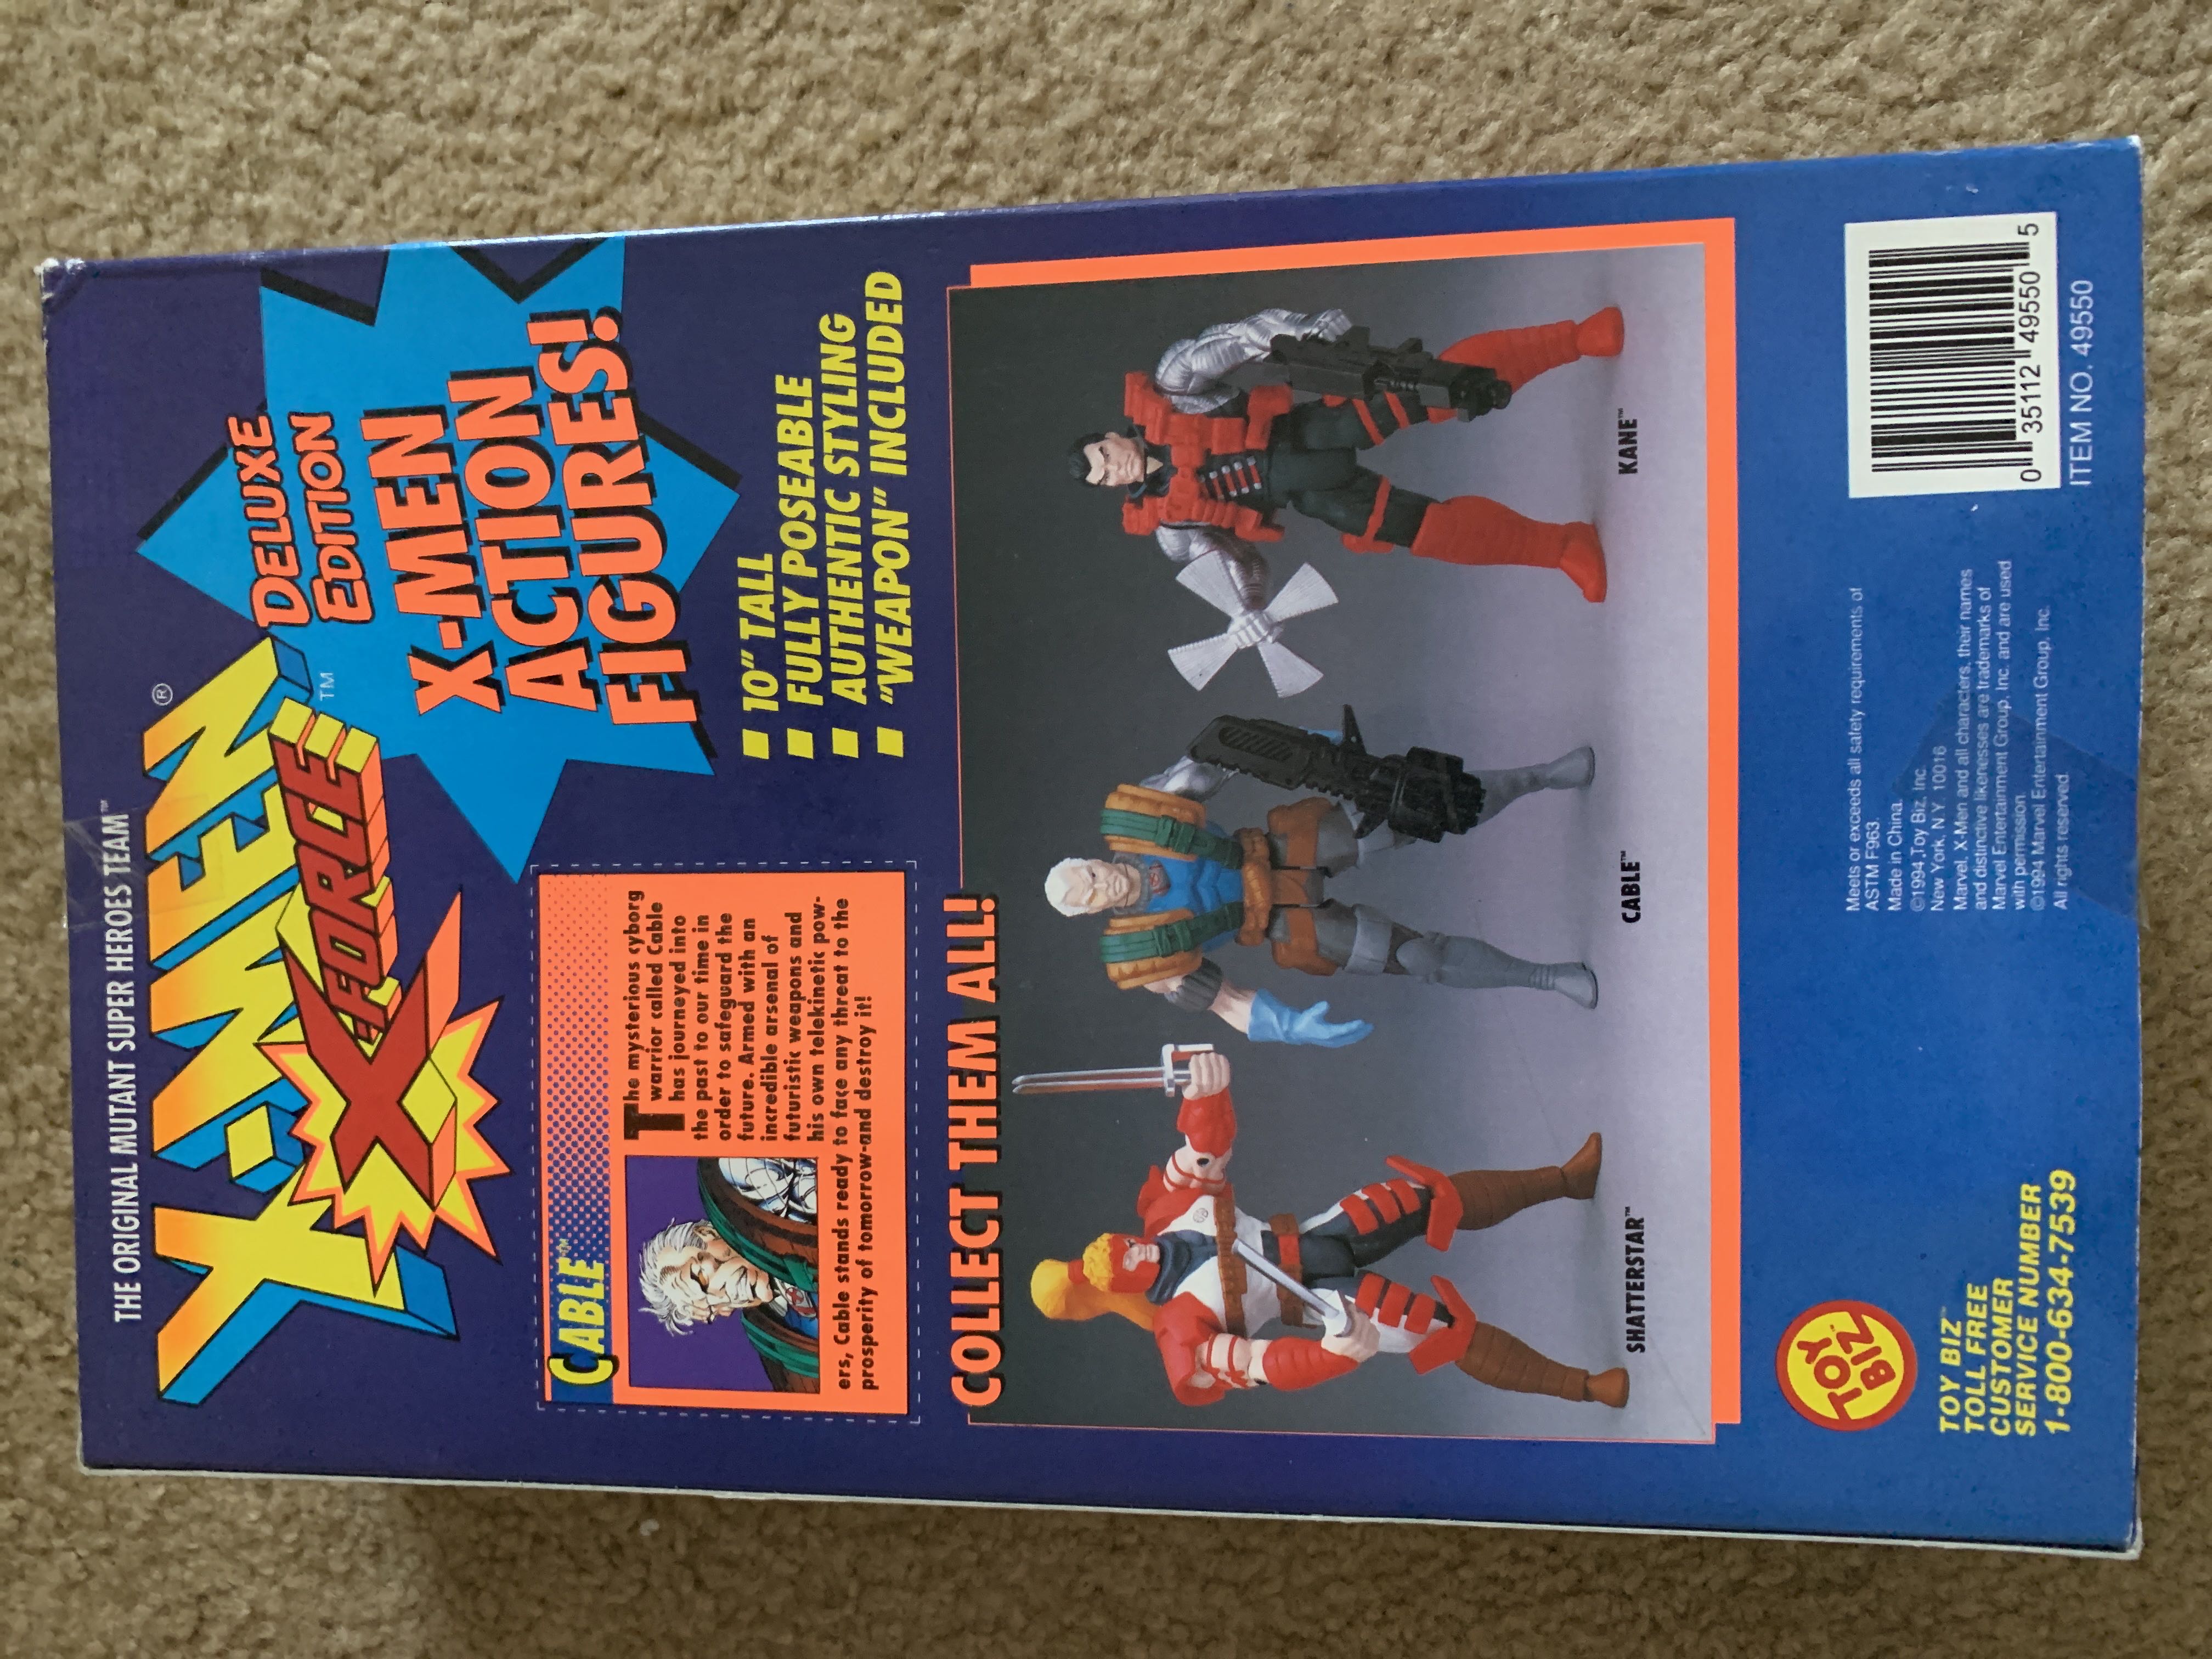 THE ORIGINAL MUTANT SUPER HEROES TEAM™
X-MEN®
X-FORCE™
DELUXE
EDITION
X-MEN
ACTION
FIGURES!
■ 10" TALL
■ FULLY POSEABLE
■ AUTHENTIC STYLING
■ "WEAPON" INCLUDED
CABLE™
The mysterious cyborg
warrior called Cable
has journeyed into
the past to our time in
order to safeguard the
future. Armed with an
incredible arsenal of
futuristic weapons and
his own telekinetic pow-
ers, Cable stands ready to face any threat to the
prosperity of tomorrow-and destroy it!
COLLECT THEM ALL!
SHATTERSTAR™
CABLE™
KANE™
TOY
BIZ
TOY BIZ™
TOLL FREE
CUSTOMER
SERVICE NUMBER
1-800-634-7539
Meets or exceeds all safety requirements of
ASTM F963.
Made in China.
©1994 Toy Biz, Inc.
New York, N.Y. 10016
Marvel, X-Men and all characters, their names
and distinctive likenesses are trademarks of
Marvel Entertainment Group, Inc. and are used
with permission.
©1994 Marvel Entertainment Group, Inc.
All rights reserved.
0 35112 49550 5
ITEM NO. 49550